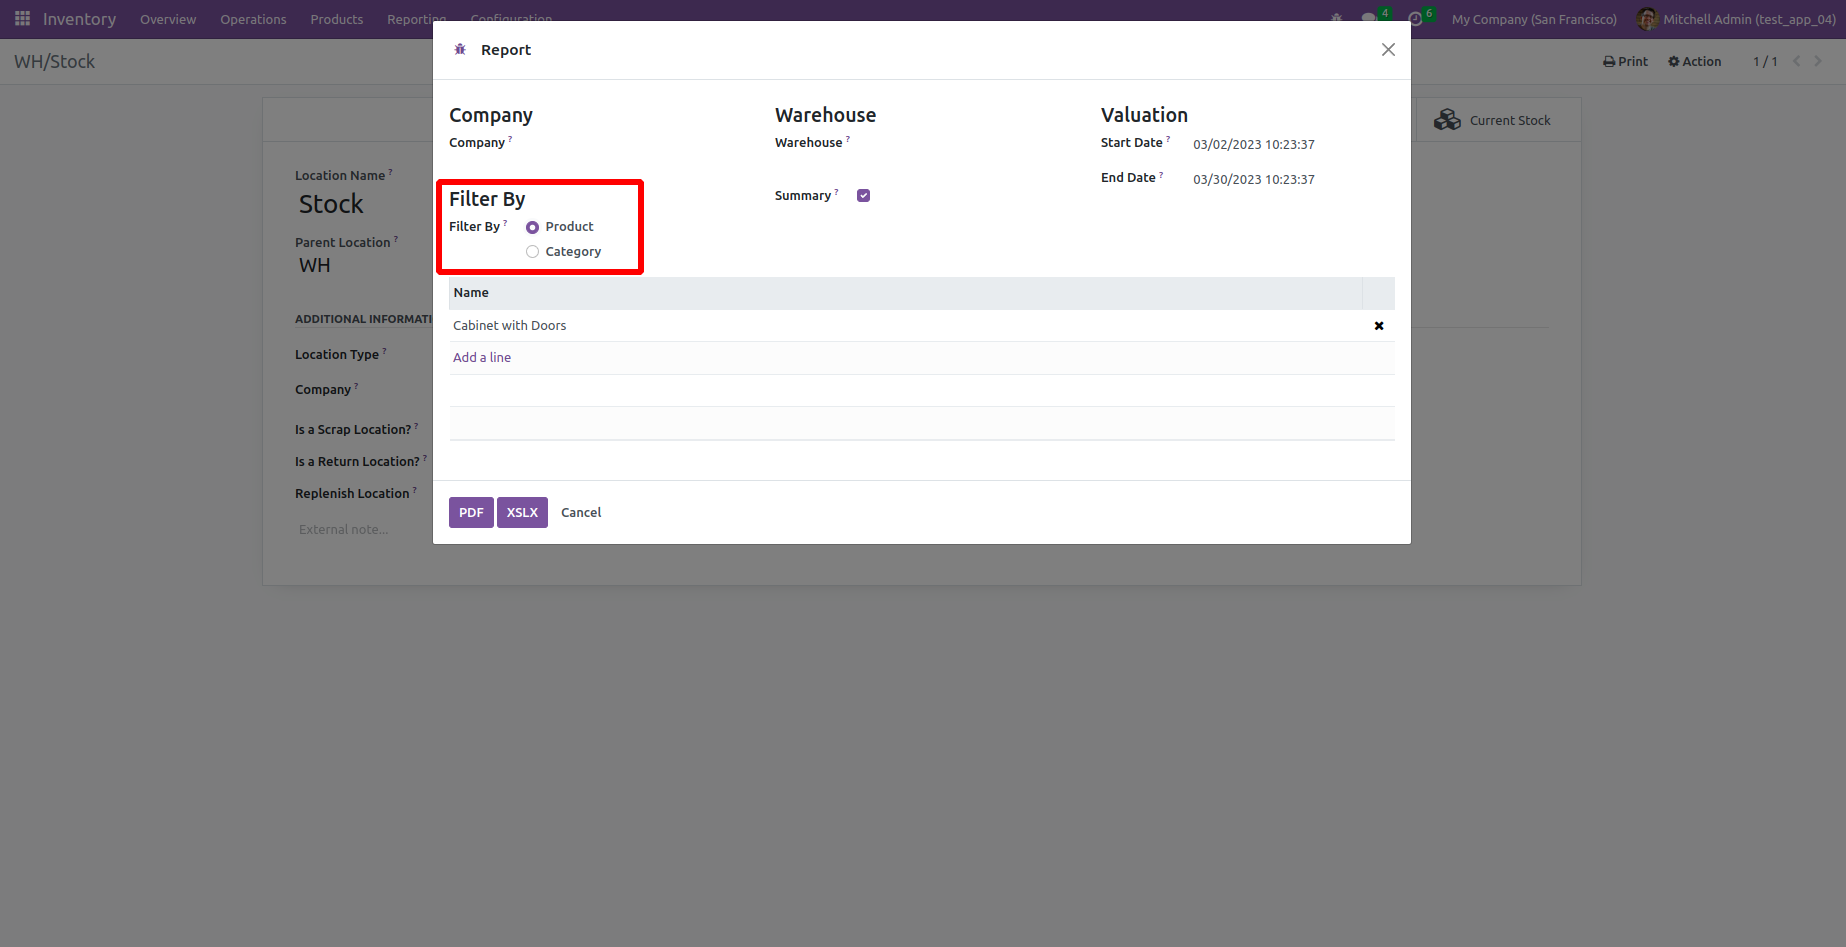 Inventory Overview Operations Products Reporting Configuration 4 6 My Company (San Francisco) Mitchell Admin (test_app_04)
WH/Stock Print Action 1 / 1
Report
Company Warehouse Valuation
Company ? Warehouse ? Start Date ? 03/02/2023 10:23:37
End Date ? 03/30/2023 10:23:37
Summary ?
Filter By
Filter By ? Product
Category
Name
Cabinet with Doors
Add a line
PDF XSLX Cancel
Current Stock
Location Name ?
Stock
Parent Location ?
WH
ADDITIONAL INFORMATI
Location Type ?
Company ?
Is a Scrap Location? ?
Is a Return Location? ?
Replenish Location ?
External note...